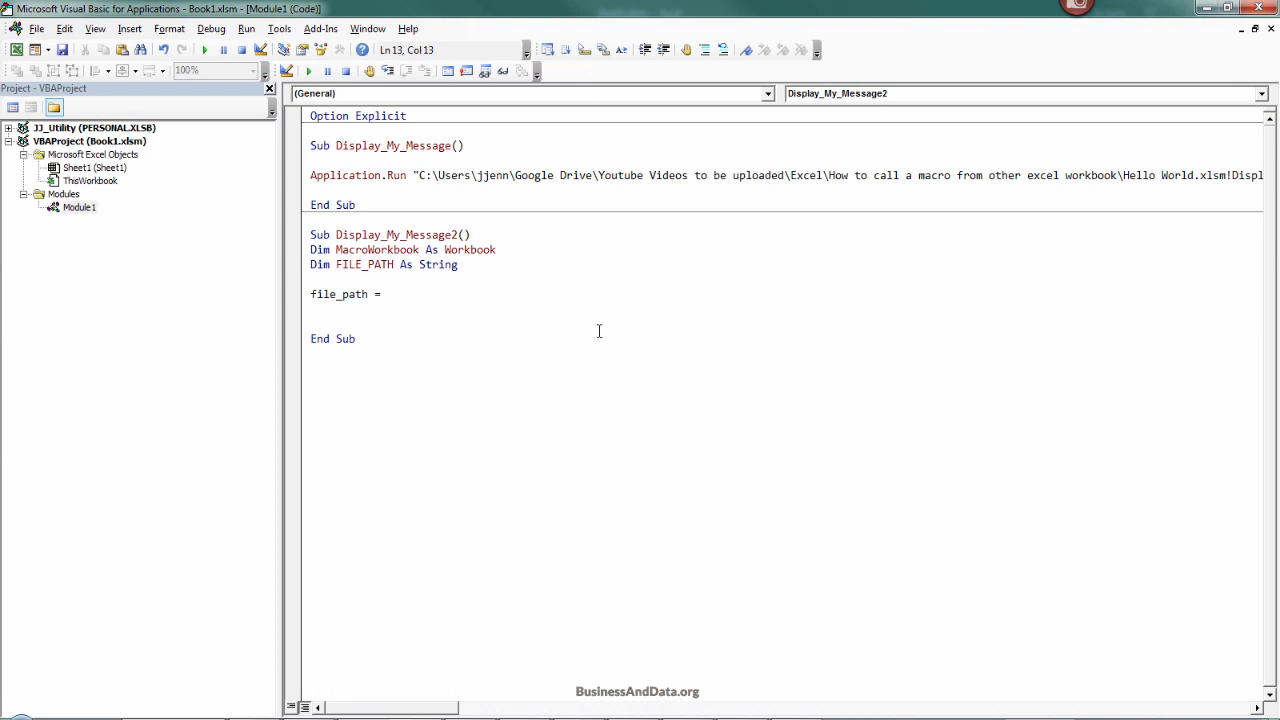 Microsoft Visual Basic for Applications - Book1.xlsm - [Module1 (Code)]
File Edit View Insert Format Debug Run Tools Add-Ins Window Help
Ln 13, Col 13
100%
Project - VBAProject
(General)
Display_My_Message2
JJ_Utility (PERSONAL.XLSB)
VBAProject (Book1.xlsm)
Microsoft Excel Objects
Sheet1 (Sheet1)
ThisWorkbook
Modules
Module1
Option Explicit
Sub Display_My_Message()
Application.Run "C:\Users\jjenn\Google Drive\Youtube Videos to be uploaded\Excel\How to call a macro from other excel workbook\Hello World.xlsm!Displ
End Sub
Sub Display_My_Message2()
Dim MacroWorkbook As Workbook
Dim FILE_PATH As String
file_path =
End Sub
BusinessAndData.org